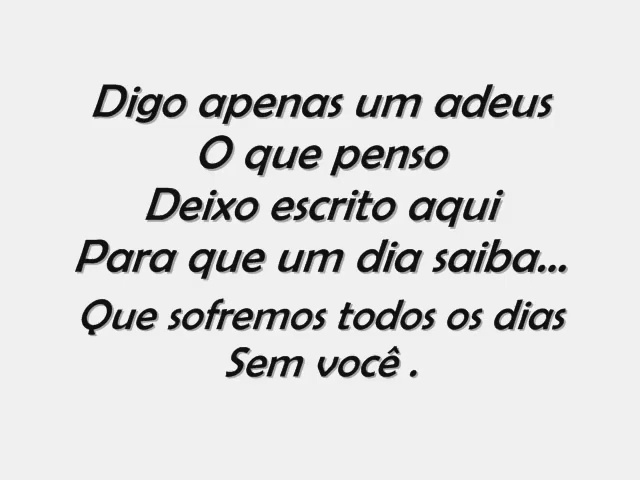 Digo apenas um adeus
O que penso
Deixo escrito aqui
Para que um dia saiba...
Que sofremos todos os dias
Sem você .